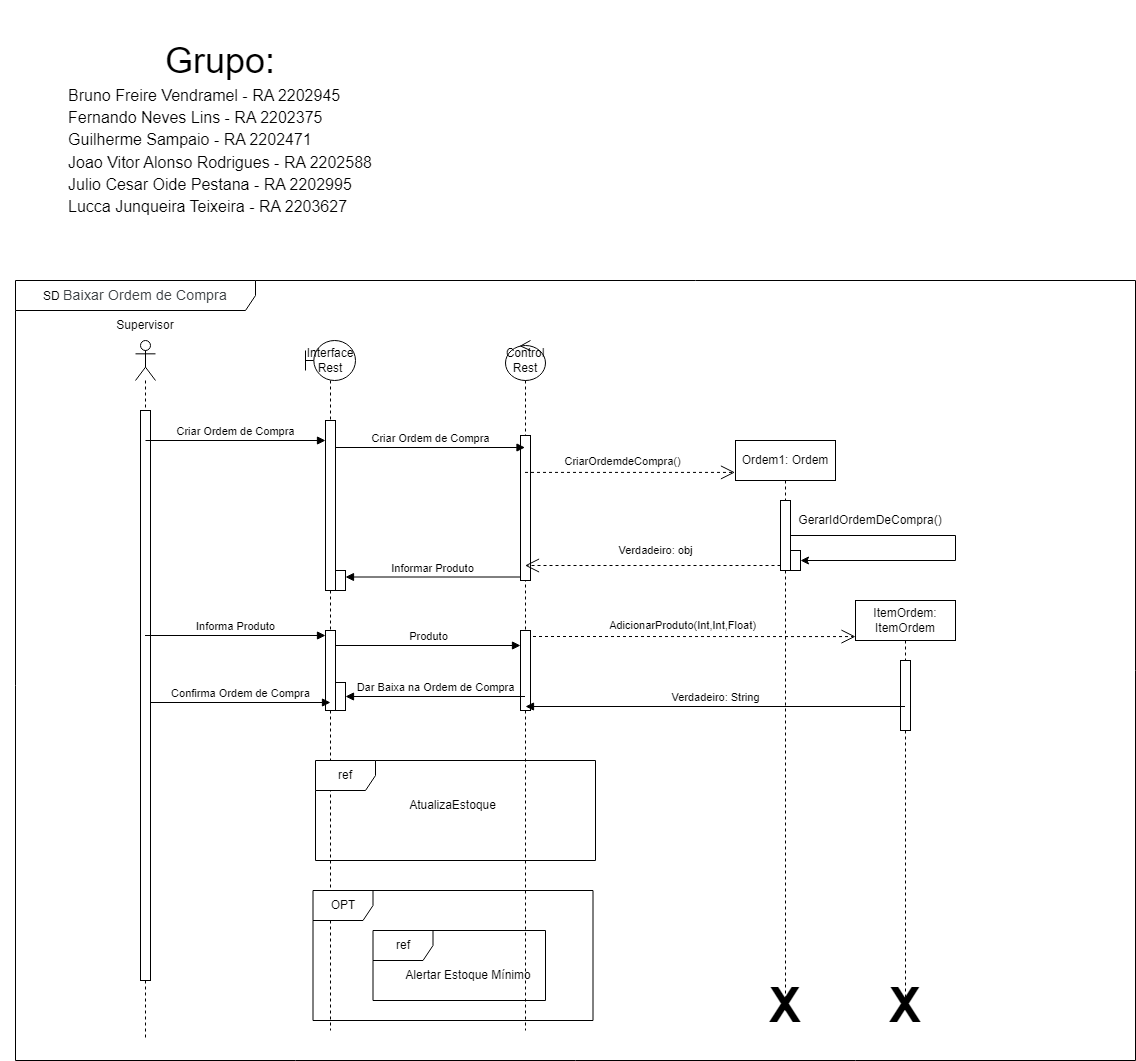 Grupo:
Bruno Freire Vendramel - RA 2202945
Fernando Neves Lins - RA 2202375
Guilherme Sampaio - RA 2202471
Joao Vitor Alonso Rodrigues - RA 2202588
Julio Cesar Oide Pestana - RA 2202995
Lucca Junqueira Teixeira - RA 2203627
SD Baixar Ordem de Compra
Supervisor
Interface
Rest
Control
Rest
Criar Ordem de Compra
Criar Ordem de Compra
CriarOrdemdeCompra()
Ordem1: Ordem
GerarIdOrdemDeCompra()
Verdadeiro: obj
Informar Produto
ItemOrdem:
ItemOrdem
Informa Produto
Produto
AdicionarProduto(Int,Int,Float)
Confirma Ordem de Compra
Dar Baixa na Ordem de Compra
Verdadeiro: String
ref
AtualizaEstoque
OPT
ref
Alertar Estoque Mínimo
X
X